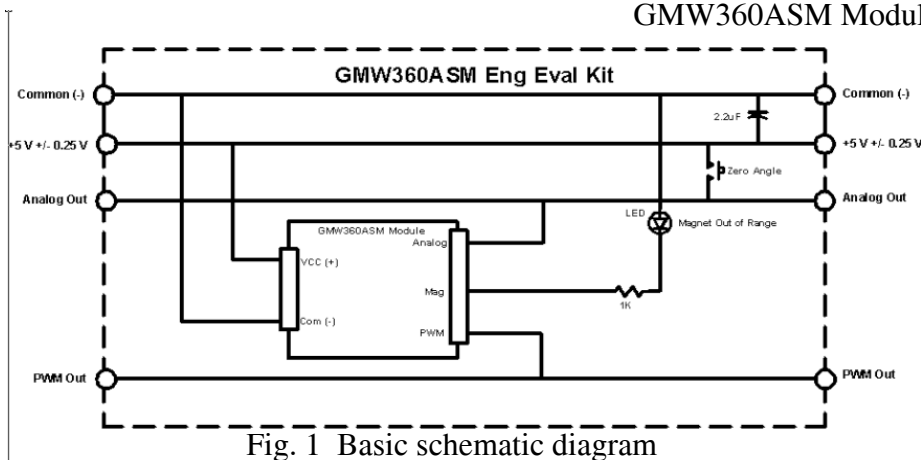 GMW360ASM Modul
GMW360ASM Eng Eval Kit
Common (-)
Common (-)
2.2uF
+5 V +/- 0.25 V
+5 V +/- 0.25 V
Zero Angle
Analog Out
Analog Out
LED
Magnet Out of Range
GMW360ASM Module
Analog
VCC (+)
Mag
1K
Com (-)
PWM
PWM Out
PWM Out
Fig. 1 Basic schematic diagram